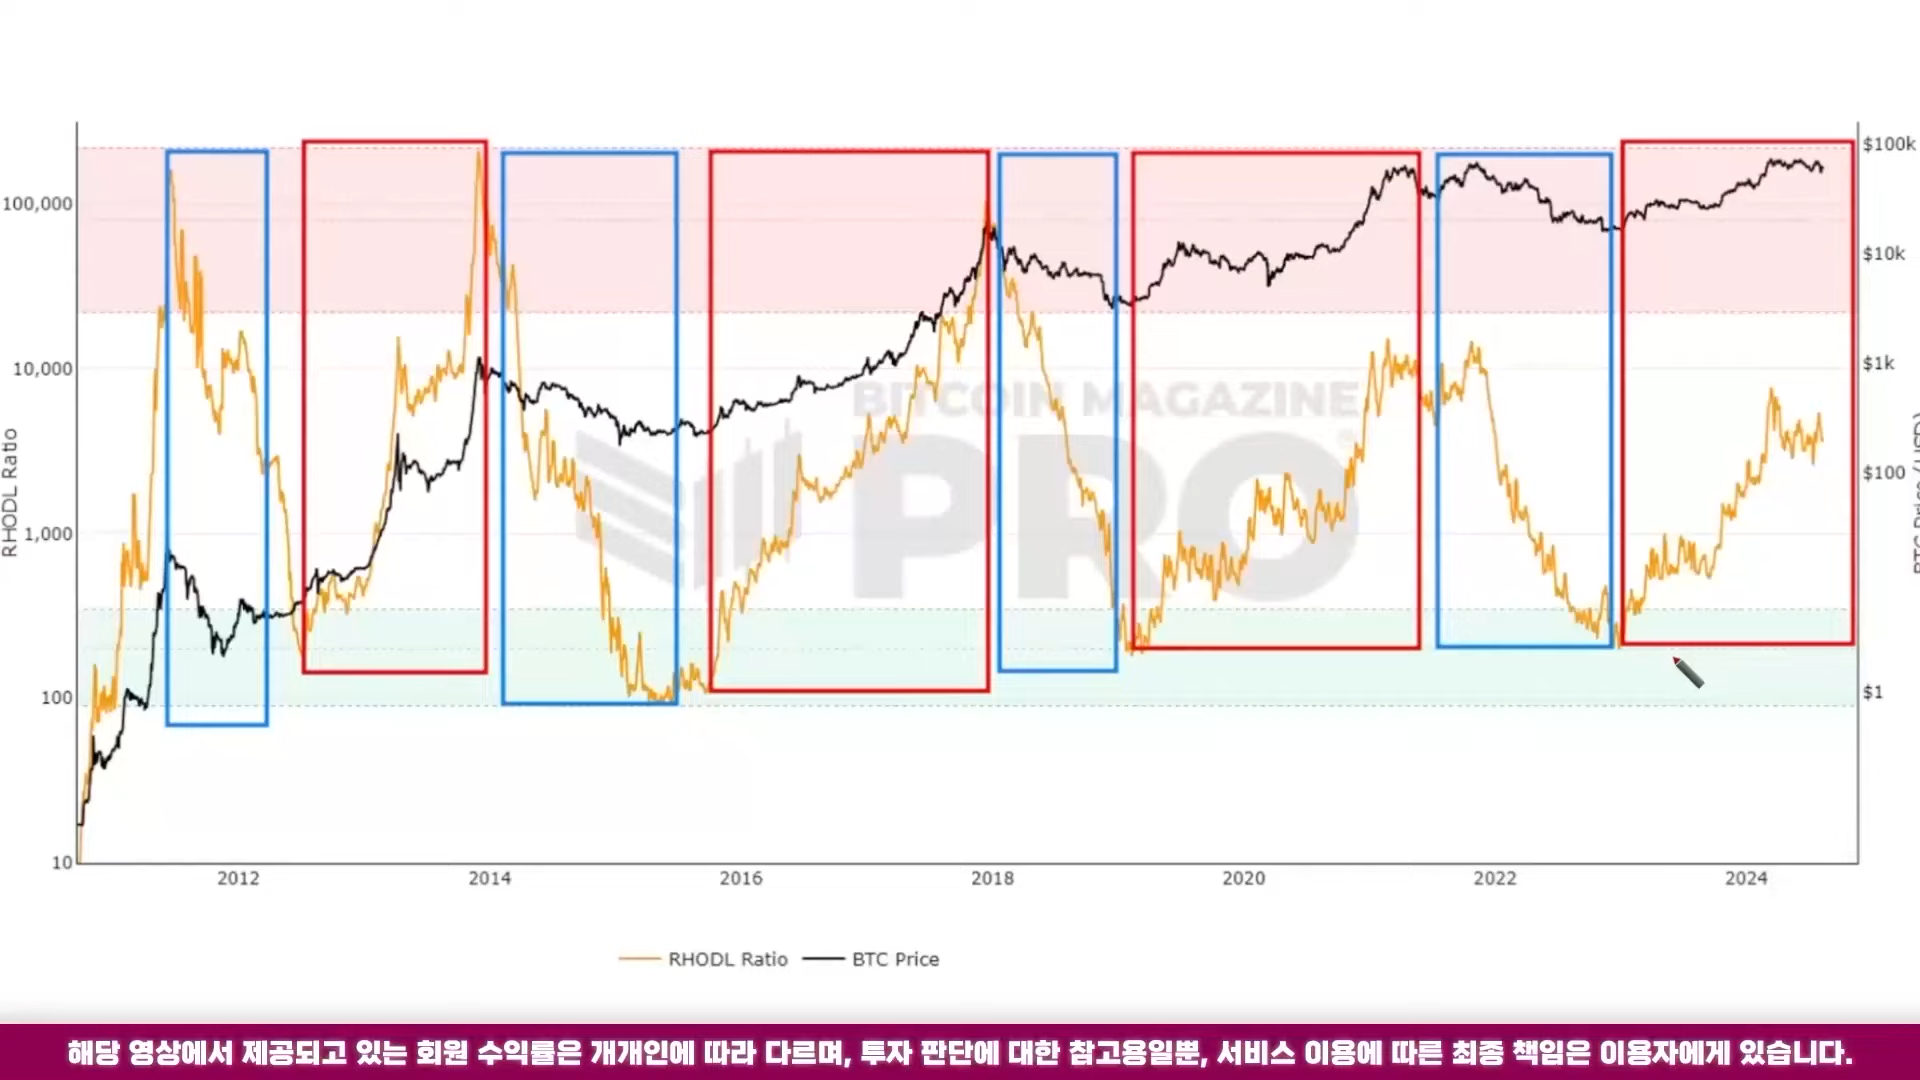 $100k
100,000
$10k
10,000
$1k
BITCOIN MAGAZINE
PRO
RHODL Ratio
$100
1,000
100
$1
10
2012 2014 2016 2018 2020 2022 2024
RHODL Ratio BTC Price
해당 영상에서 제공되고 있는 회원 수익률은 개개인에 따라 다르며, 투자 판단에 대한 참고용일뿐, 서비스 이용에 따른 최종 책임은 이용자에게 있습니다.